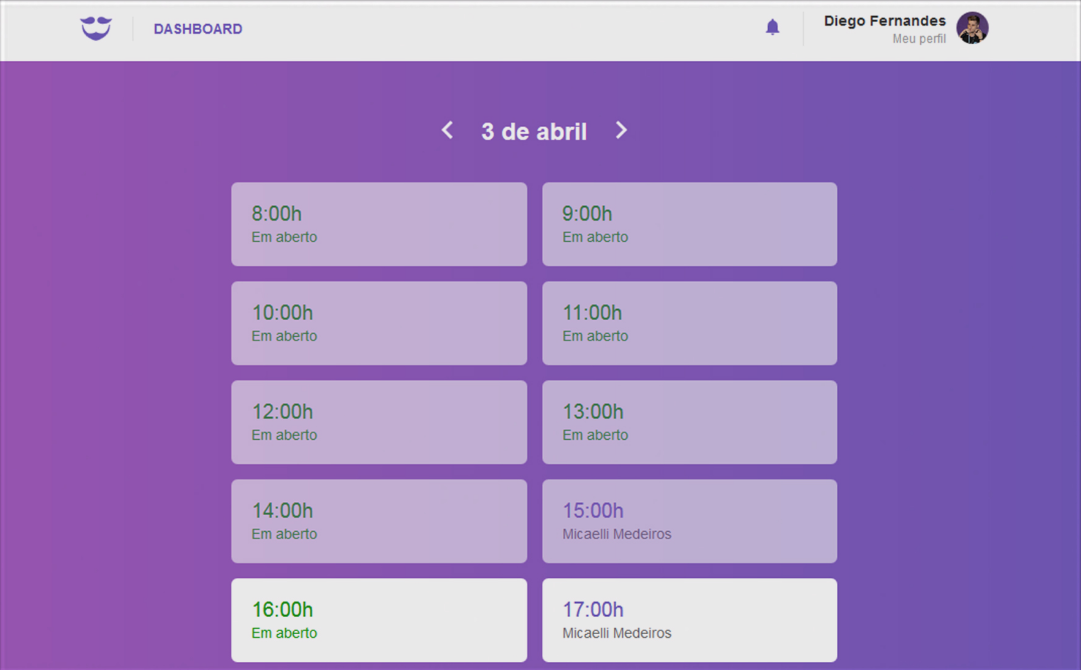 DASHBOARD
Diego Fernandes
Meu perfil
3 de abril
8:00h
Em aberto
9:00h
Em aberto
10:00h
Em aberto
11:00h
Em aberto
12:00h
Em aberto
13:00h
Em aberto
14:00h
Em aberto
15:00h
Micaelli Medeiros
16:00h
Em aberto
17:00h
Micaelli Medeiros